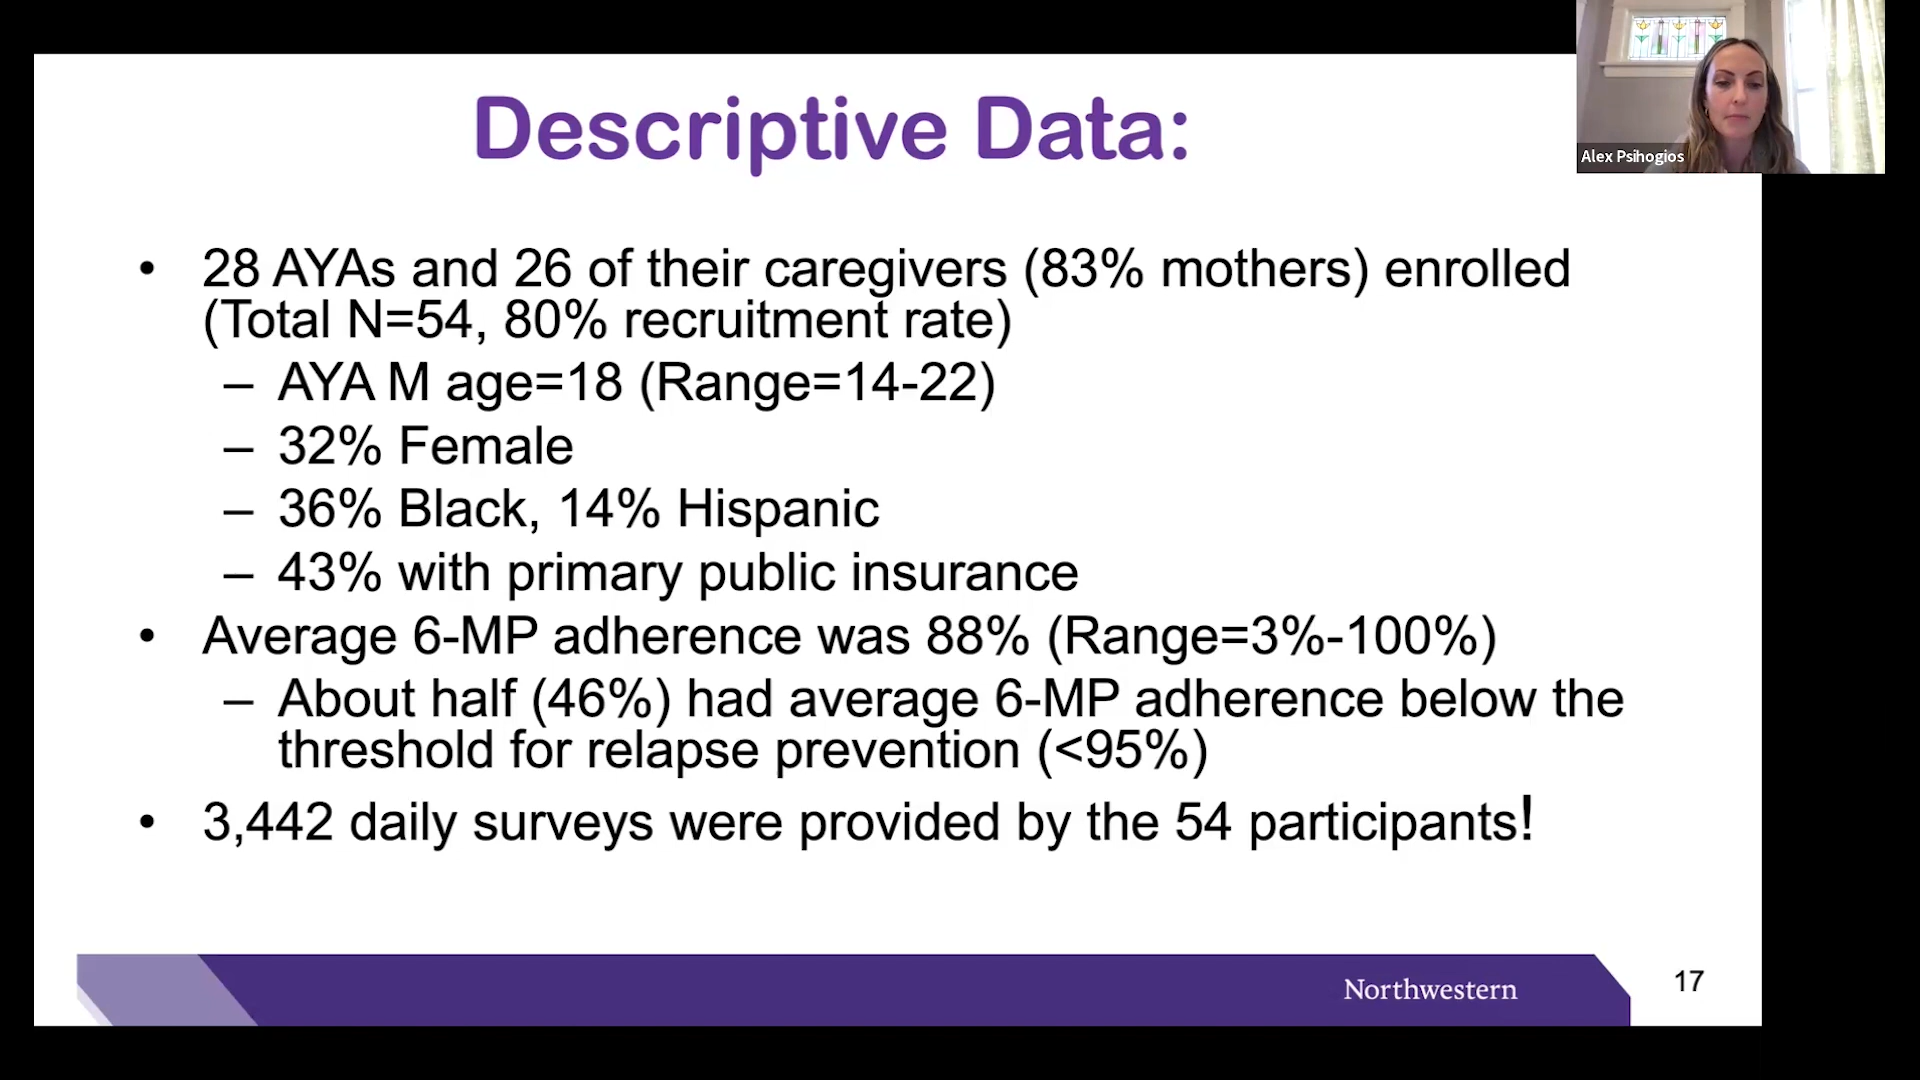 Descriptive Data:
Alex Psihogios
• 28 AYAs and 26 of their caregivers (83% mothers) enrolled
(Total N=54, 80% recruitment rate)
– AYA M age=18 (Range=14-22)
– 32% Female
– 36% Black, 14% Hispanic
– 43% with primary public insurance
• Average 6-MP adherence was 88% (Range=3%-100%)
– About half (46%) had average 6-MP adherence below the
threshold for relapse prevention (<95%)
• 3,442 daily surveys were provided by the 54 participants!
Northwestern
17